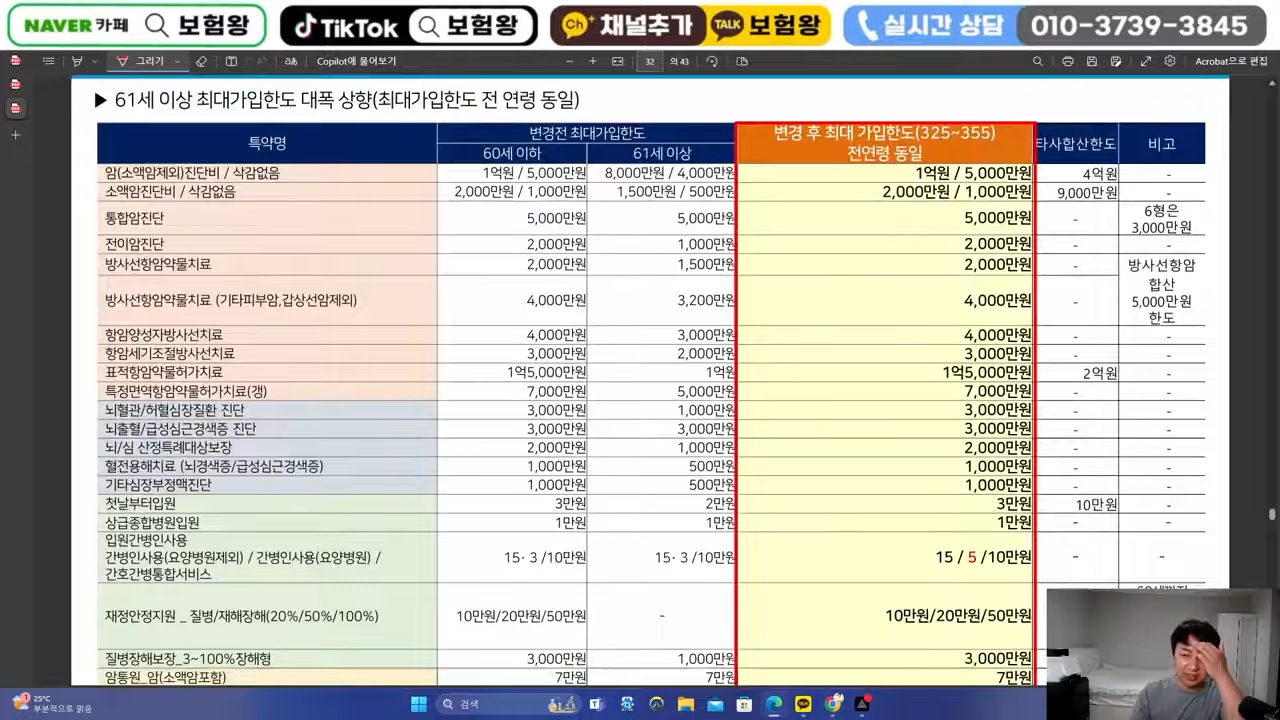 NAVER 카페 보험왕
TikTok 보험왕
Ch+ 채널추가 TALK 보험왕
실시간 상담 010-3739-3845
그리기 Copilot에 물어보기 32 의 43 Acrobat으로 편집
▶ 61세 이상 최대가입한도 대폭 상향(최대가입한도 전 연령 동일)
특약명 변경전 최대가입한도 변경 후 최대 가입한도(325~355) 타사합산한도 비고
60세 이하 61세 이상 전연령 동일
암(소액암제외)진단비 / 삭감없음 1억원 / 5,000만원 8,000만원 / 4,000만원 1억원 / 5,000만원 4억원 -
소액암진단비 / 삭감없음 2,000만원 / 1,000만원 1,500만원 / 500만원 2,000만원 / 1,000만원 9,000만원 -
통합암진단 5,000만원 5,000만원 5,000만원 - 6형은
3,000만원
전이암진단 2,000만원 1,000만원 2,000만원 - -
방사선항암약물치료 2,000만원 1,500만원 2,000만원 - 방사선항암
합산
5,000만원
한도
방사선항암약물치료 (기타피부암,갑상선암제외) 4,000만원 3,200만원 4,000만원 -
항암양성자방사선치료 4,000만원 3,000만원 4,000만원 - -
항암세기조절방사선치료 3,000만원 2,000만원 3,000만원 - -
표적항암약물허가치료 1억5,000만원 1억원 1억5,000만원 2억원 -
특정면역항암약물허가치료(갱) 7,000만원 5,000만원 7,000만원 - -
뇌혈관/허혈심장질환 진단 3,000만원 1,000만원 3,000만원 - -
뇌출혈/급성심근경색증 진단 3,000만원 3,000만원 3,000만원 - -
뇌/심 산정특례대상보장 2,000만원 1,000만원 2,000만원 - -
혈전용해치료 (뇌경색증/급성심근경색증) 1,000만원 500만원 1,000만원 - -
기타심장부정맥진단 1,000만원 500만원 1,000만원 - -
첫날부터입원 3만원 2만원 3만원 10만원 -
상급종합병원입원 1만원 1만원 1만원 - -
입원간병인사용
간병인사용(요양병원제외) / 간병인사용(요양병원) / 15· 3 /10만원 15· 3 /10만원 15 / 5 /10만원 - -
간호간병통합서비스
재정안정지원 _ 질병/재해장해(20%/50%/100%) 10만원/20만원/50만원 - 10만원/20만원/50만원
질병장해보장_3~100%장해형 3,000만원 1,000만원 3,000만원
암통원_암(소액암포함) 7만원 7만원 7만원
25°C
부분적으로 맑음
검색